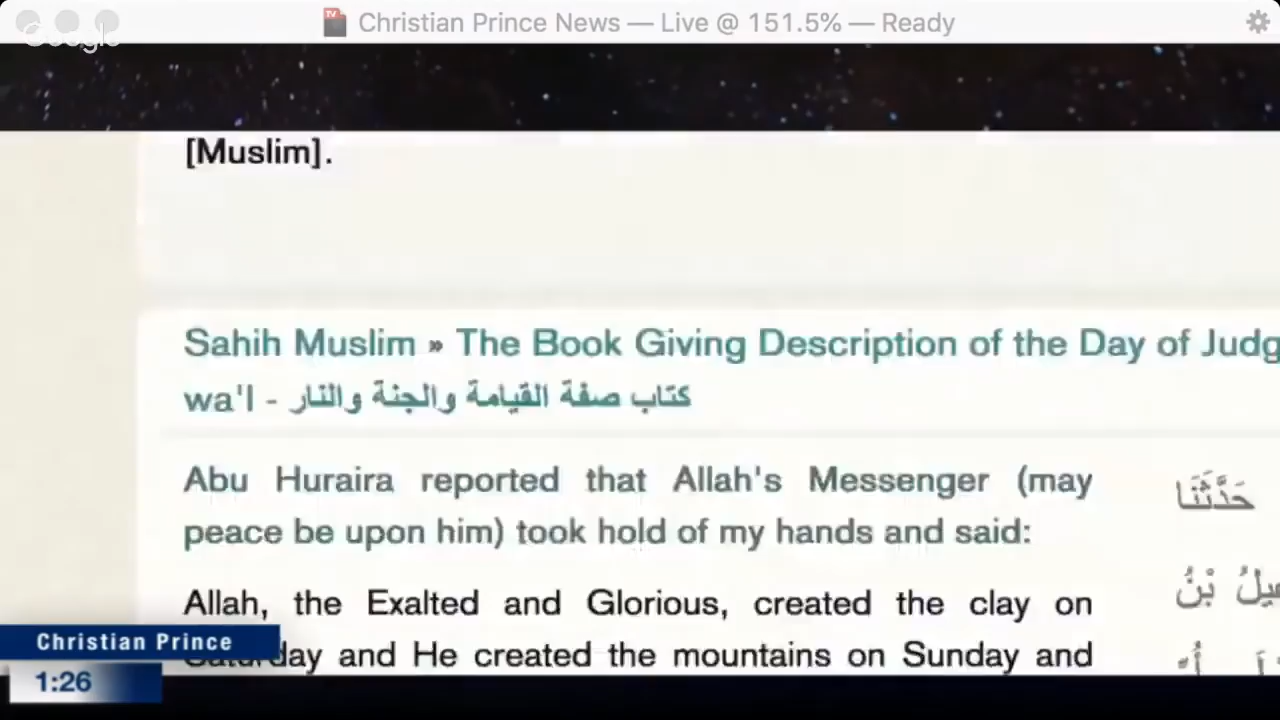 Christian Prince News — Live @ 151.5% — Ready
Google
[Muslim].
Sahih Muslim » The Book Giving Description of the Day of Judg
wa'l - كتاب صفة القيامة والجنة والنار
Abu Huraira reported that Allah's Messenger (may
حَدَّثَنَا
peace be upon him) took hold of my hands and said:
بْنُ
Allah, the Exalted and Glorious, created the clay on
Christian Prince
Saturday and He created the mountains on Sunday and
1:26